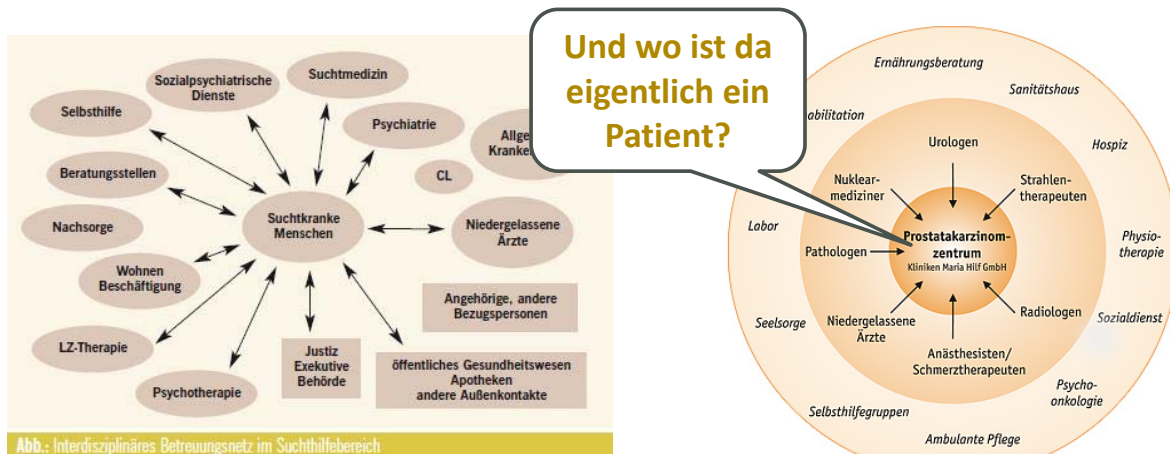 Und wo ist da
eigentlich ein
Patient?
Sozialpsychiatrische
Dienste
Suchtmedizin
Selbsthilfe
Psychiatrie
Allge
Kranke
CL
Beratungsstellen
Suchtkranke
Menschen
Niedergelassene
Ärzte
Nachsorge
Wohnen
Beschäftigung
Angehörige, andere
Bezugspersonen
LZ-Therapie
Psychotherapie
Justiz
Exekutive
Behörde
öffentliches Gesundheitswesen
Apotheken
andere Außenkontakte
Abb.: Interdisziplinäres Betreuungsnetz im Suchthilfebereich
Ernährungsberatung
Sanitätshaus
abilitation
Hospiz
Urologen
Nuklear-
mediziner
Strahlen-
therapeuten
Labor
Pathologen
Prostatakarzinom-
zentrum
Kliniken Maria Hilf GmbH
Physio-
therapie
Niedergelassene
Ärzte
Radiologen
Sozialdienst
Seelsorge
Anästhesisten/
Schmerztherapeuten
Psycho-
onkologie
Selbsthilfegruppen
Ambulante Pflege